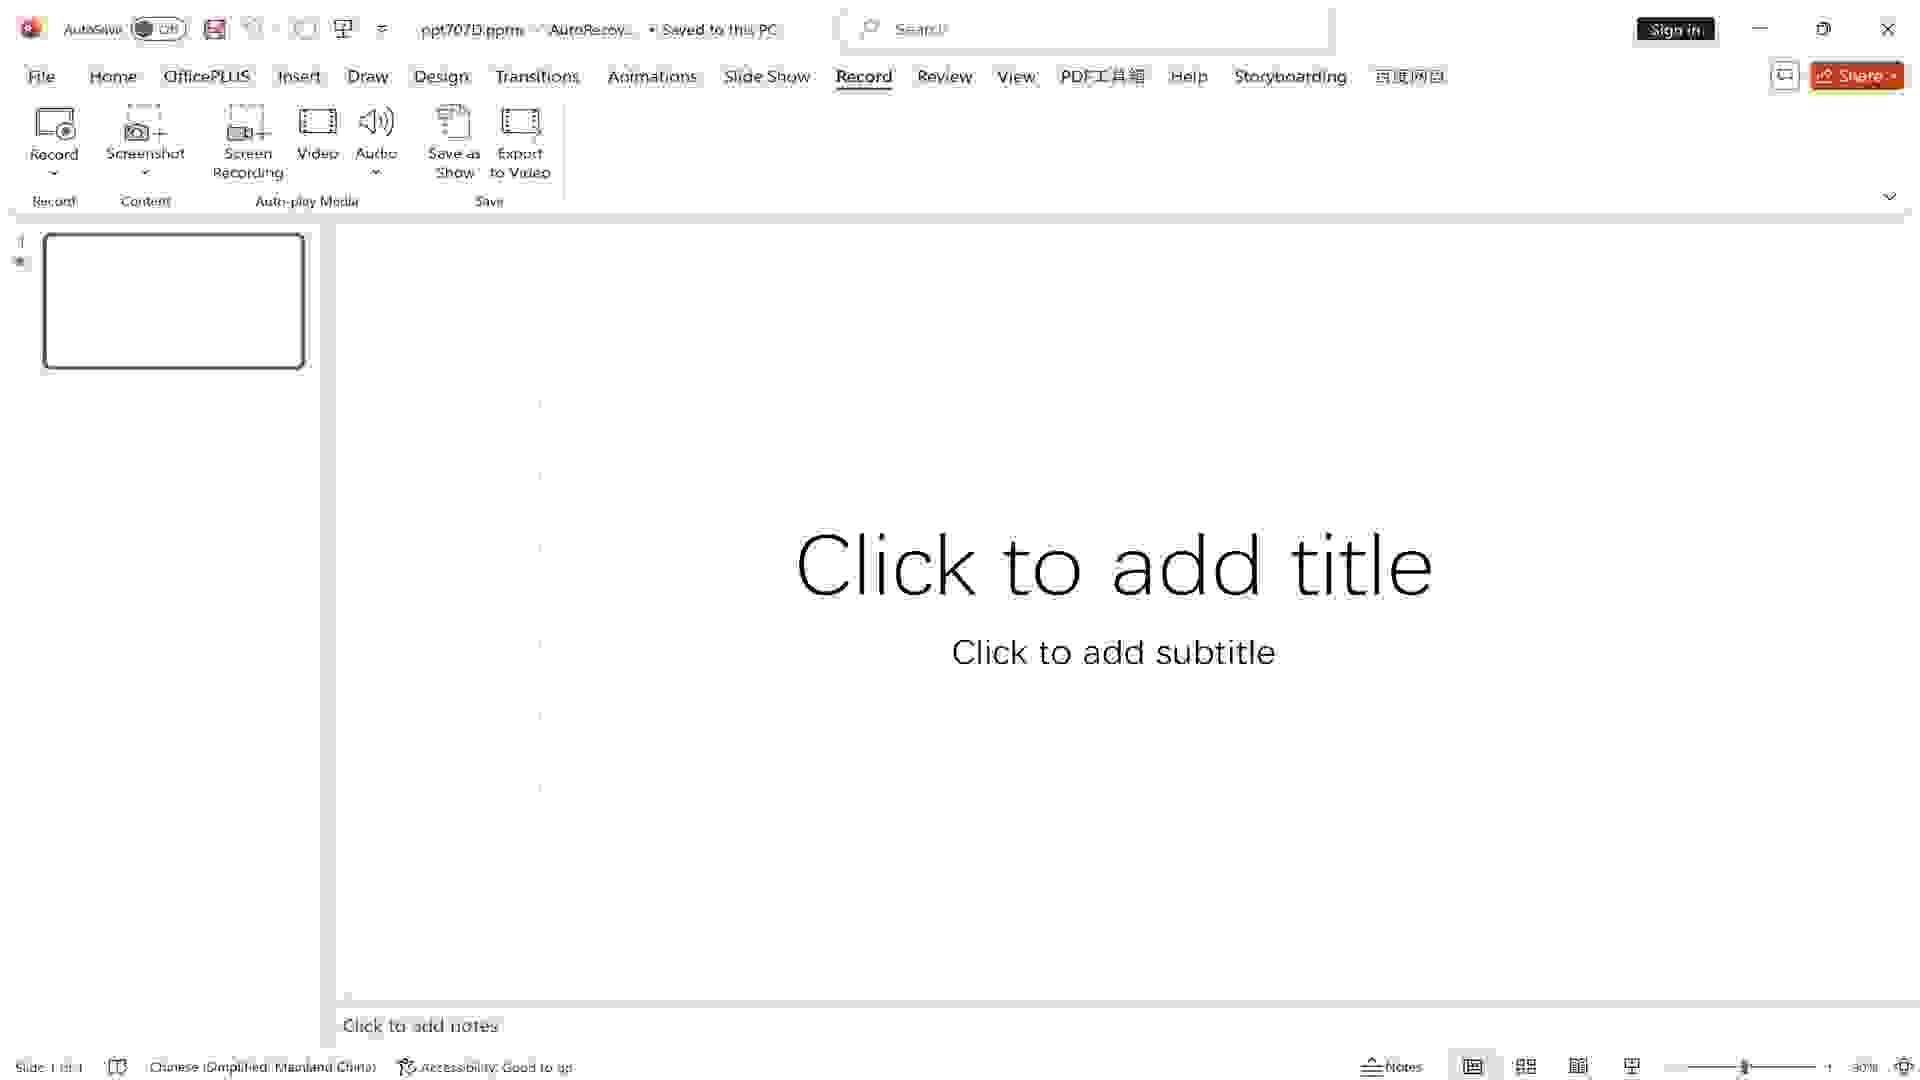 AutoSave Off ppt707D.pptm - AutoRecov... • Saved to this PC Search Sign in
File Home OfficePLUS Insert Draw Design Transitions Animations Slide Show Record Review View PDF工具箱 Help Storyboarding 百度网盘 Share
Record Screenshot Screen Recording Video Audio Save as Show Export to Video
Record Content Auto-play Media Save
1
Click to add title
Click to add subtitle
Click to add notes
Slide 1 of 1 Chinese (Simplified, Mainland China) Accessibility: Good to go Notes 90%